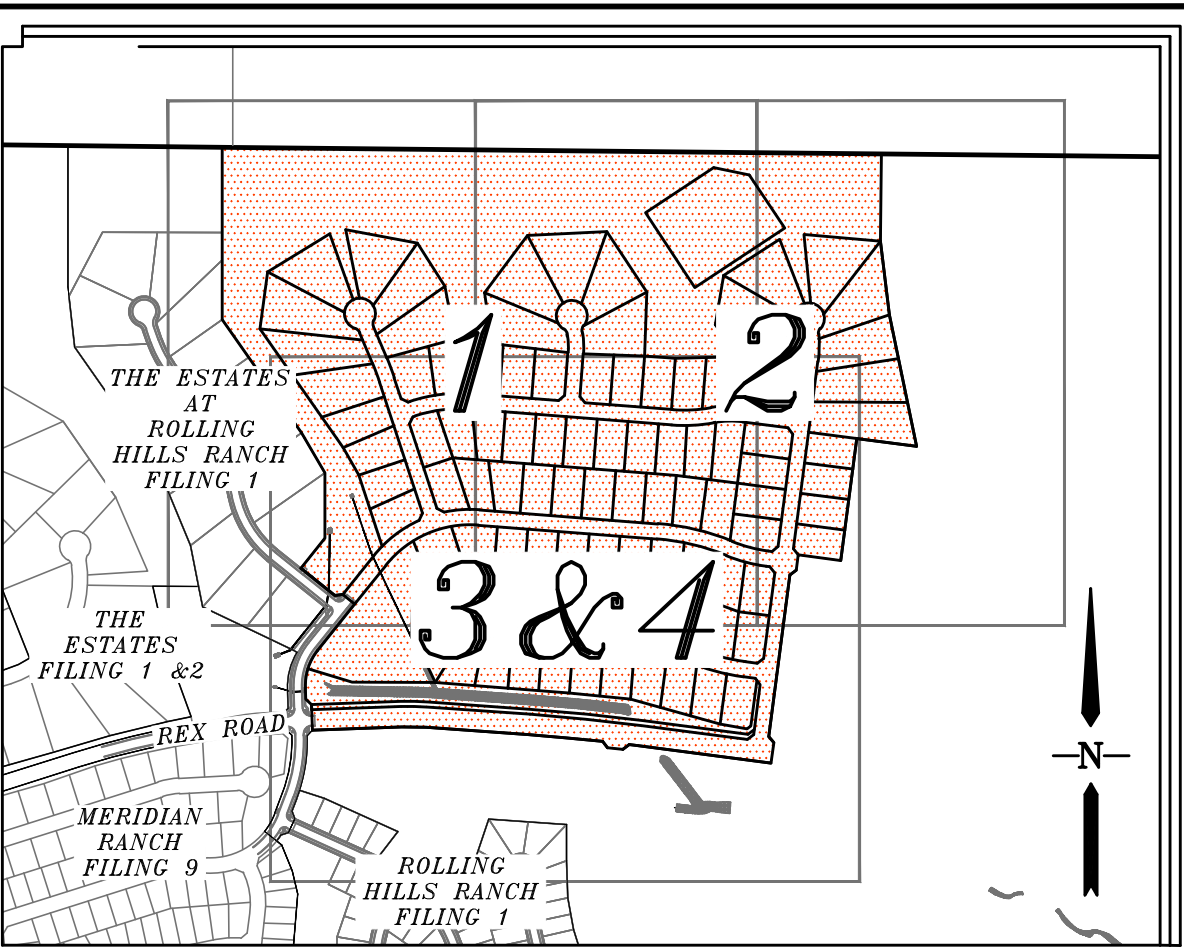 1
2
THE ESTATES
AT
ROLLING
HILLS RANCH
FILING 1
3 & 4
THE
ESTATES
FILING 1 &2
REX ROAD
N
MERIDIAN
RANCH
FILING 9
ROLLING
HILLS RANCH
FILING 1